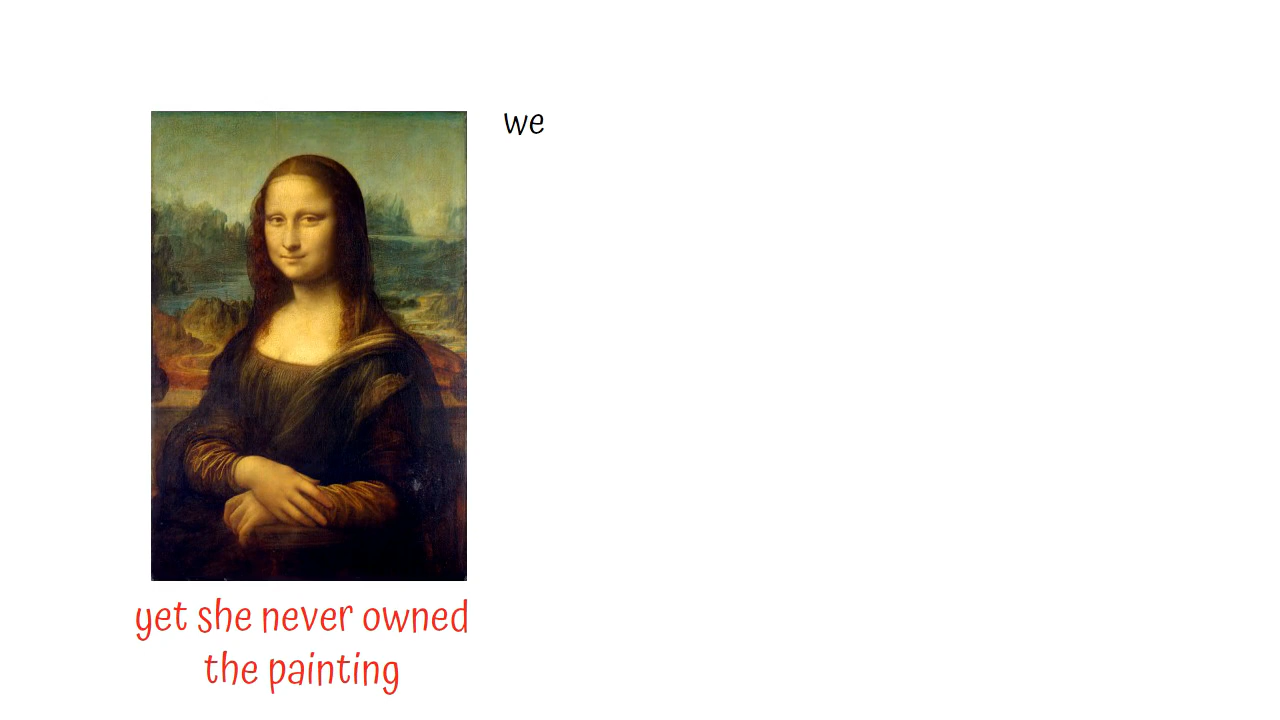 we
yet she never owned
the painting